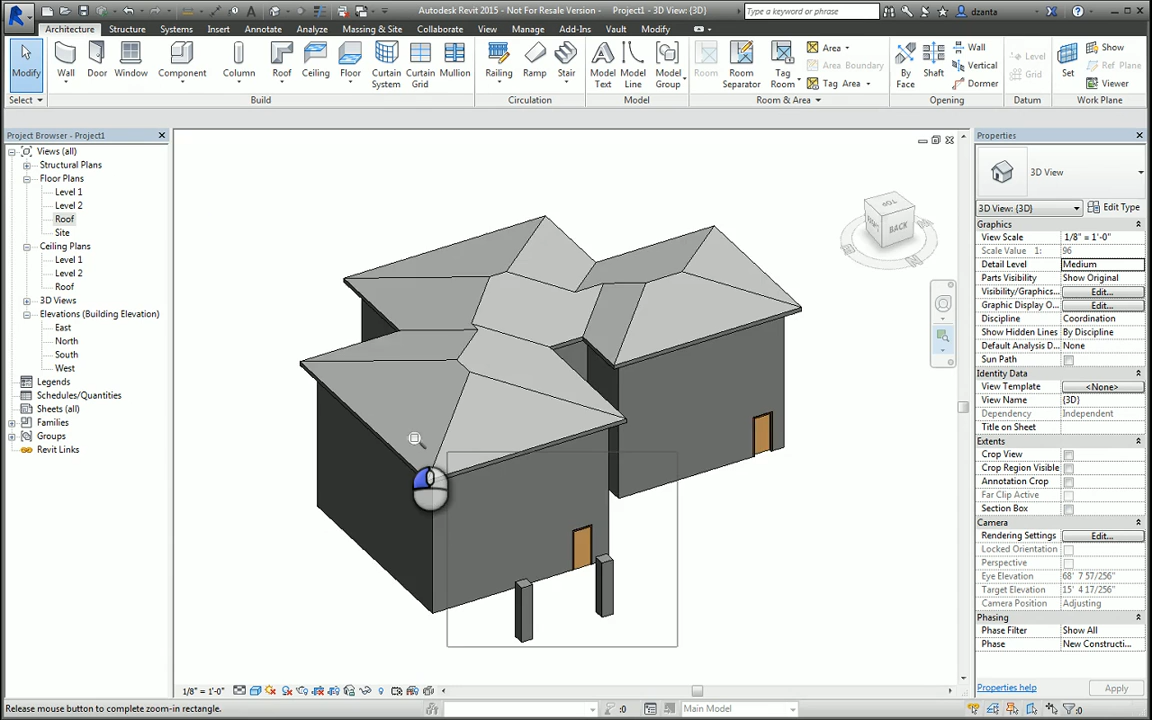 Autodesk Revit 2015 - Not For Resale Version - Project1 - 3D View: {3D}
Type a keyword or phrase
dzanta
Architecture Structure Systems Insert Annotate Analyze Massing & Site Collaborate View Manage Add-Ins Vault Modify
Modify
Wall
Door
Window
Component
Column
Roof
Ceiling
Floor
Curtain System
Curtain Grid
Mullion
Railing
Ramp
Stair
Model Text
Model Line
Model Group
Room
Room Separator
Tag Room
Area
Area Boundary
Tag Area
By Face
Shaft
Wall
Vertical
Dormer
Level
Grid
Set
Show
Ref Plane
Viewer
Select
Build
Circulation
Model
Room & Area
Opening
Datum
Work Plane
Project Browser - Project1
Views (all)
Structural Plans
Floor Plans
Level 1
Level 2
Roof
Site
Ceiling Plans
Level 1
Level 2
Roof
3D Views
Elevations (Building Elevation)
East
North
South
West
Legends
Schedules/Quantities
Sheets (all)
Families
Groups
Revit Links
BACK
Properties
3D View
3D View: {3D}
Edit Type
Graphics
View Scale 1/8" = 1'-0"
Scale Value 1: 96
Detail Level Medium
Parts Visibility Show Original
Visibility/Graphics... Edit...
Graphic Display O... Edit...
Discipline Coordination
Show Hidden Lines By Discipline
Default Analysis D... None
Sun Path
Identity Data
View Template <None>
View Name {3D}
Dependency Independent
Title on Sheet
Extents
Crop View
Crop Region Visible
Annotation Crop
Far Clip Active
Section Box
Camera
Rendering Settings Edit...
Locked Orientation
Perspective
Eye Elevation 68' 7 57/256"
Target Elevation 15' 4 17/256"
Camera Position Adjusting
Phasing
Phase Filter Show All
Phase New Constructi...
Properties help
Apply
1/8" = 1'-0"
Release mouse button to complete zoom-in rectangle.
:0
Main Model
:0